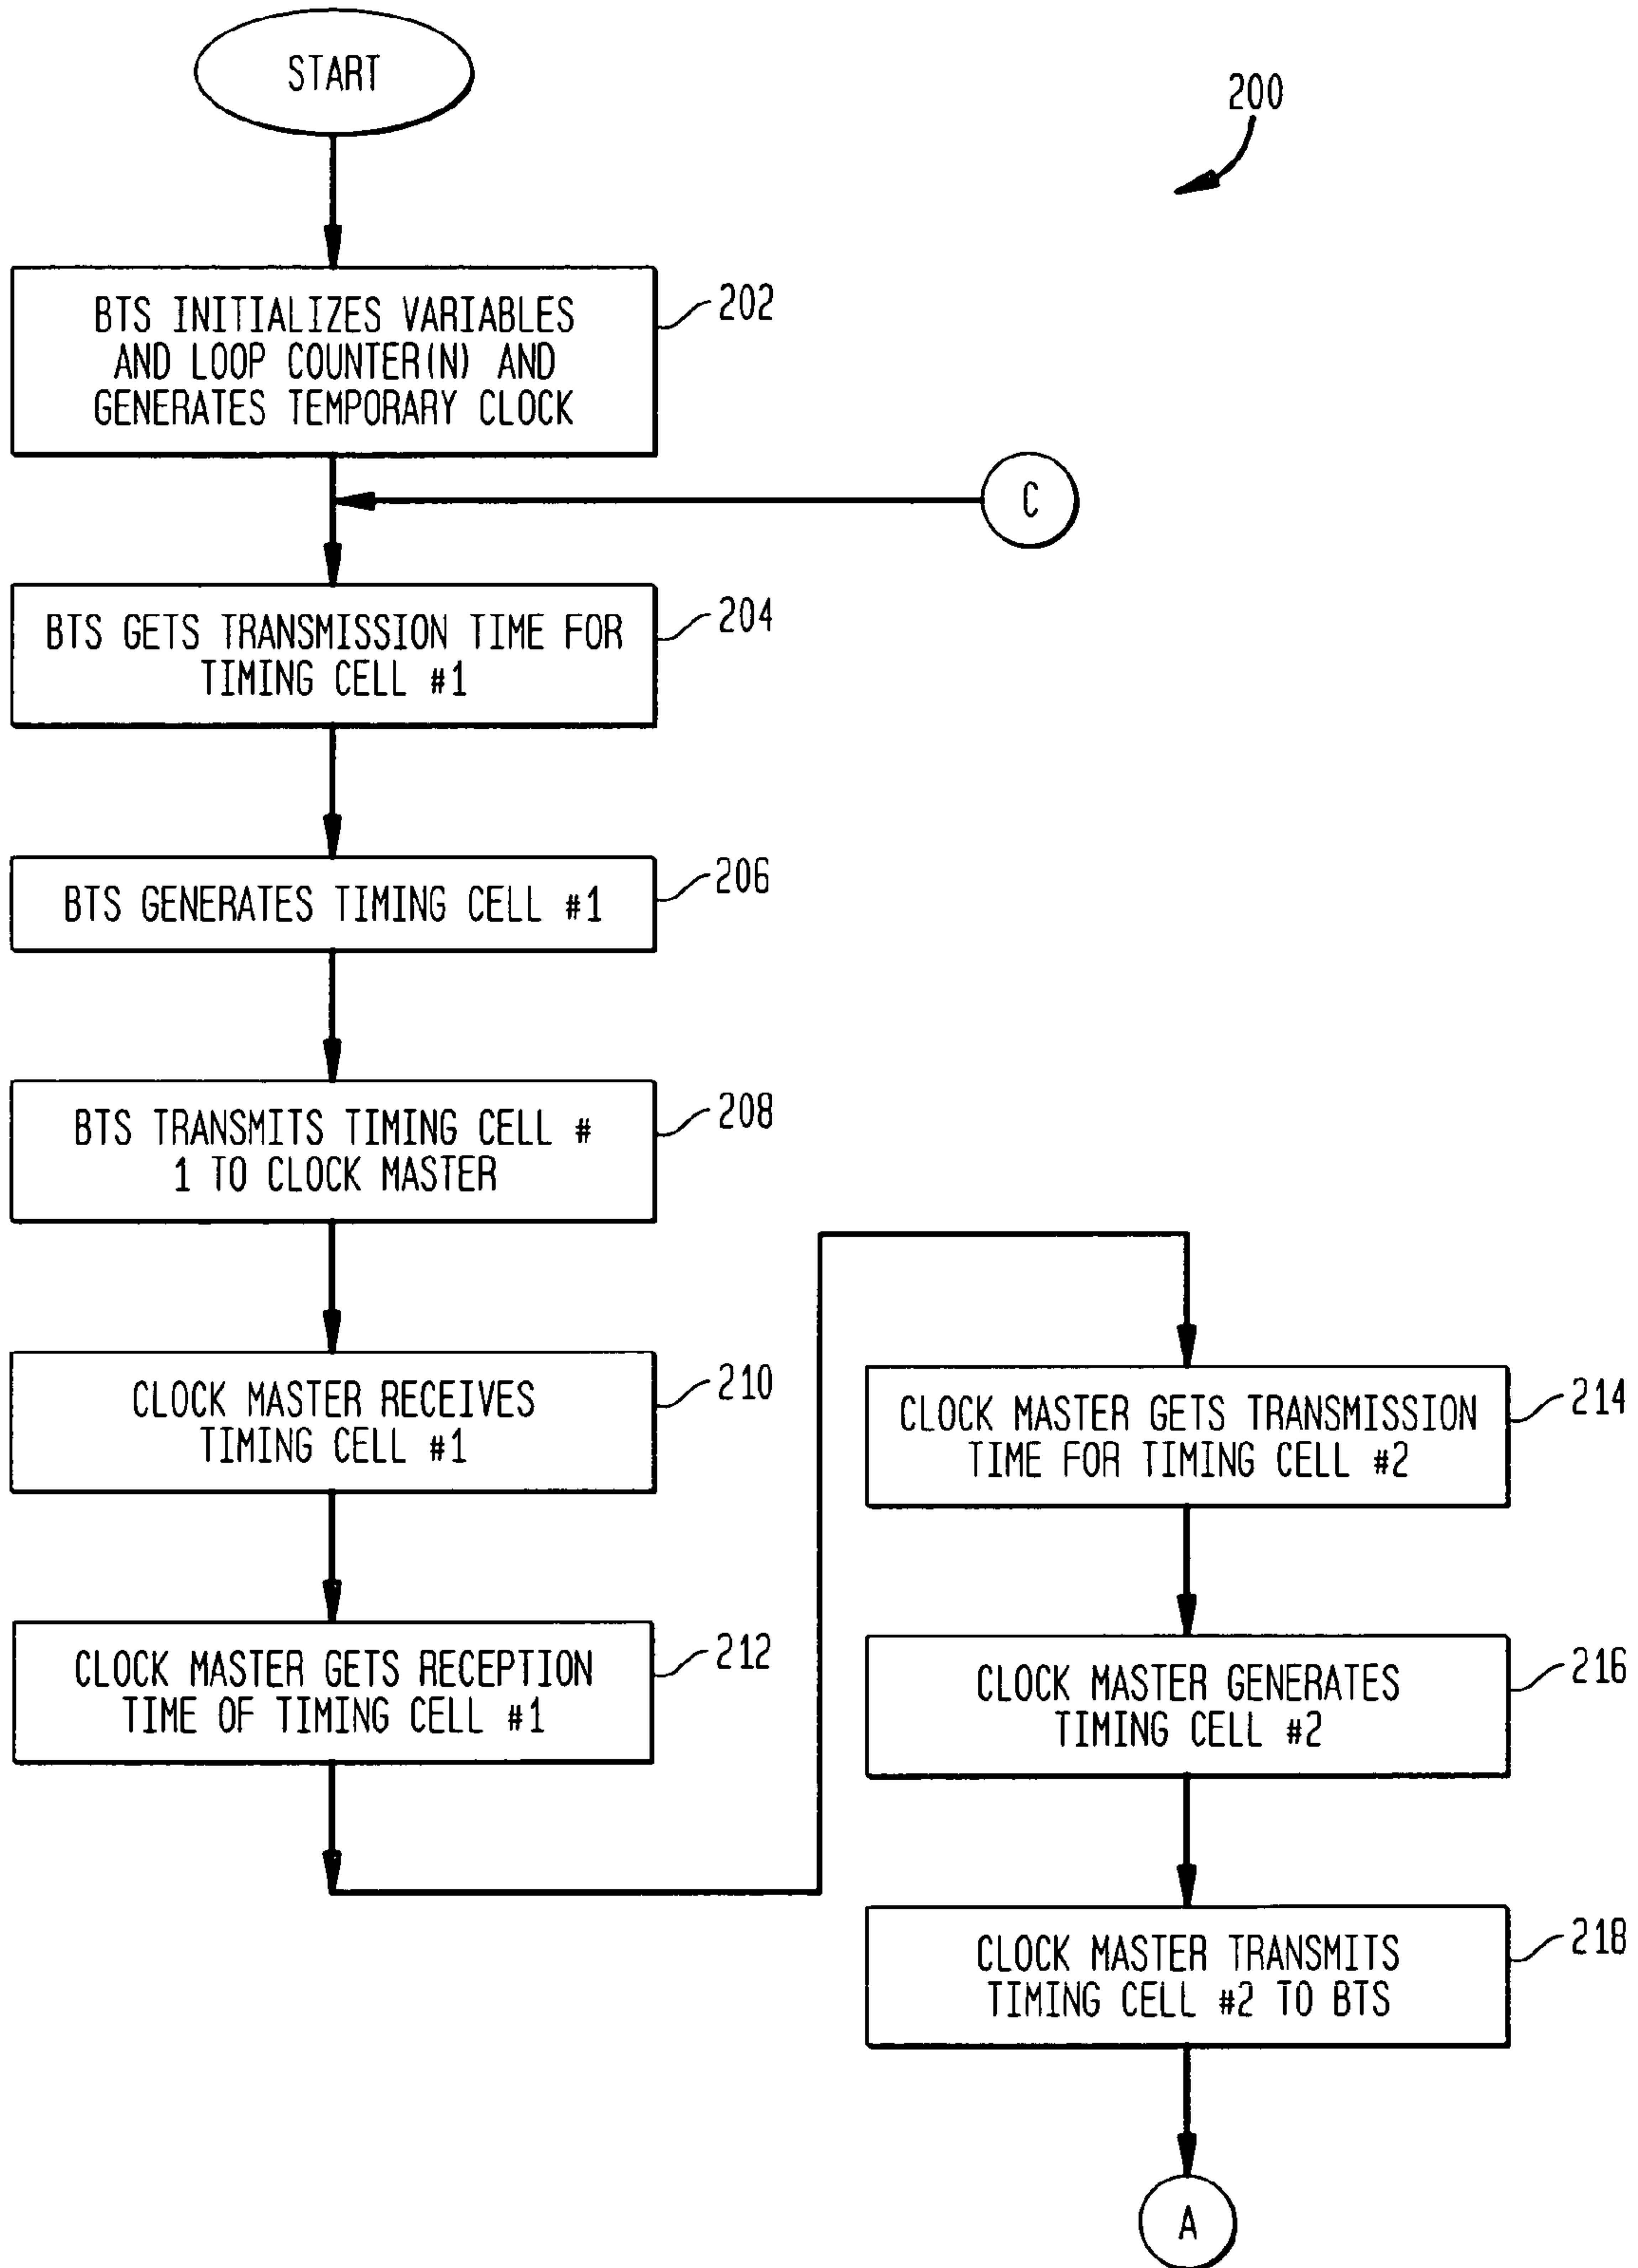 START
200
BTS INITIALIZES VARIABLES
AND LOOP COUNTER(N) AND
GENERATES TEMPORARY CLOCK
202
C
BTS GETS TRANSMISSION TIME FOR
TIMING CELL #1
204
BTS GENERATES TIMING CELL #1
206
BTS TRANSMITS TIMING CELL #
1 TO CLOCK MASTER
208
CLOCK MASTER RECEIVES
TIMING CELL #1
210
CLOCK MASTER GETS RECEPTION
TIME OF TIMING CELL #1
212
CLOCK MASTER GETS TRANSMISSION
TIME FOR TIMING CELL #2
214
CLOCK MASTER GENERATES
TIMING CELL #2
216
CLOCK MASTER TRANSMITS
TIMING CELL #2 TO BTS
218
A